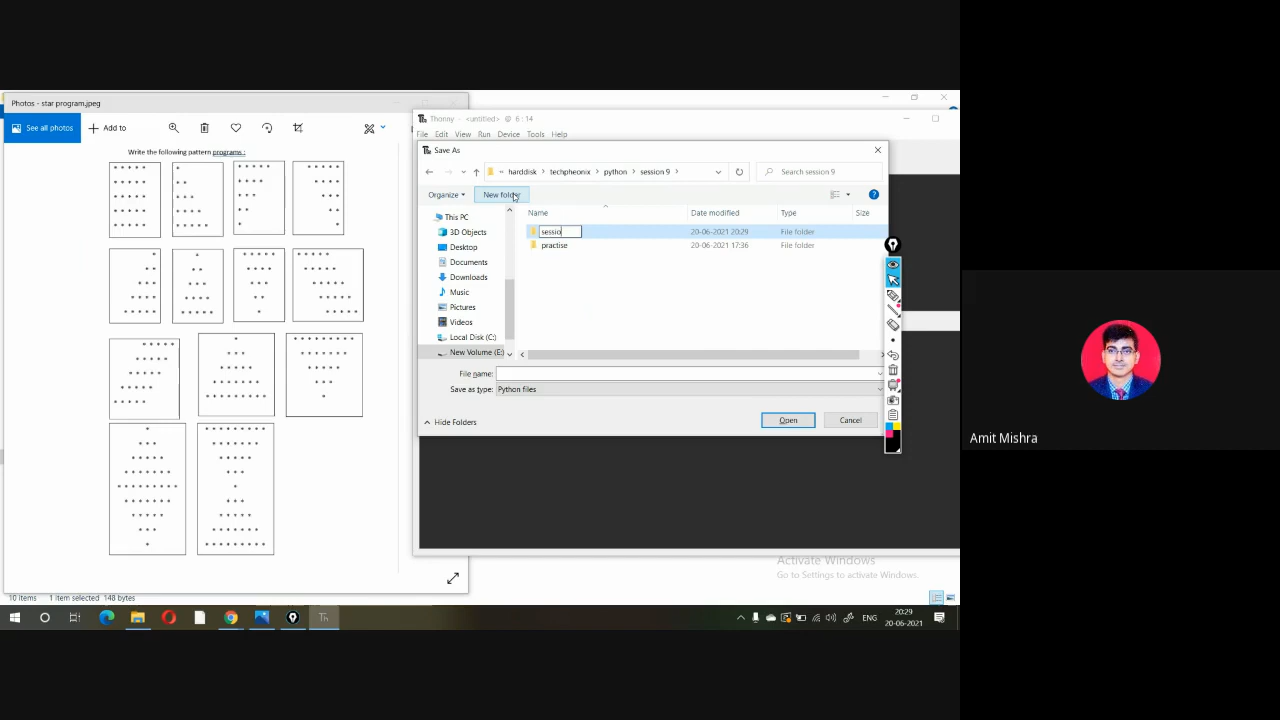 Photos - star program.jpeg
See all photos
Add to
Write the following pattern programs :
Thonny - <untitled> @ 6 : 14
File Edit View Run Device Tools Help
Save As
« harddisk > techpheonix > python > session 9 >
Search session 9
Organize
New folder
Name Date modified Type Size
This PC
3D Objects
Desktop
Documents
Downloads
Music
Pictures
Videos
Local Disk (C:)
New Volume (E:)
sessio 20-06-2021 20:29 File folder
practise 20-06-2021 17:36 File folder
File name:
Save as type: Python files
Hide Folders
Open
Cancel
Amit Mishra
Activate Windows
Go to Settings to activate Windows.
10 items 1 item selected 148 bytes
Th
ENG
20:29
20-06-2021